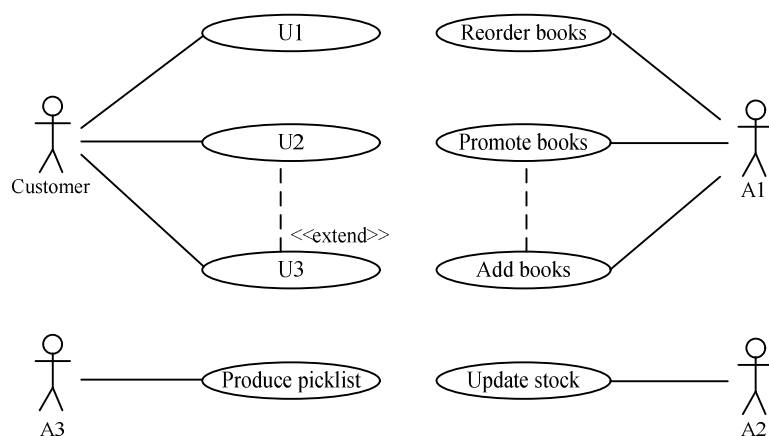 U1
Reorder books
U2
Promote books
Customer
A1
<<extend>>
U3
Add books
Produce picklist
Update stock
A3
A2